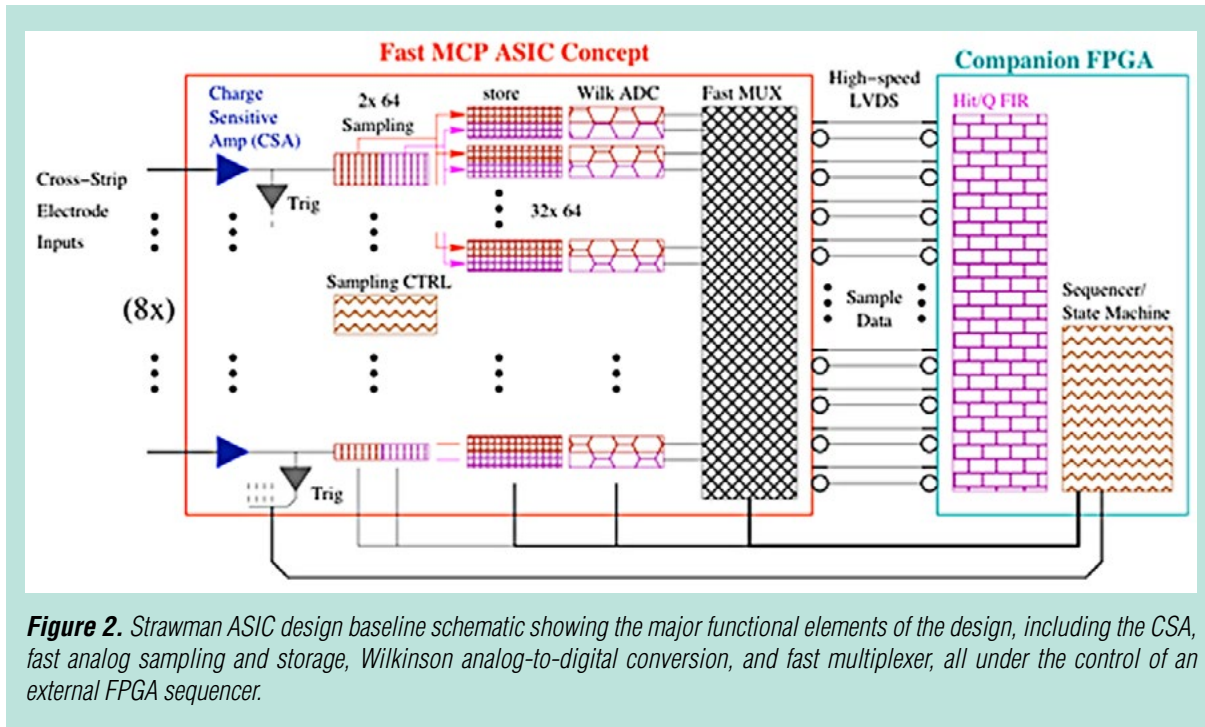 Fast MCP ASIC Concept
Companion FPGA
Charge
Sensitive
Amp (CSA)
2x 64
Sampling
store
Wilk ADC
Fast MUX
High-speed
LVDS
Hit/Q FIR
Cross-Strip
Electrode
Inputs
Trig
32x 64
Sampling CTRL
(8x)
Sample
Data
Sequencer/
State Machine
Trig
Figure 2. Strawman ASIC design baseline schematic showing the major functional elements of the design, including the CSA,
fast analog sampling and storage, Wilkinson analog-to-digital conversion, and fast multiplexer, all under the control of an
external FPGA sequencer.